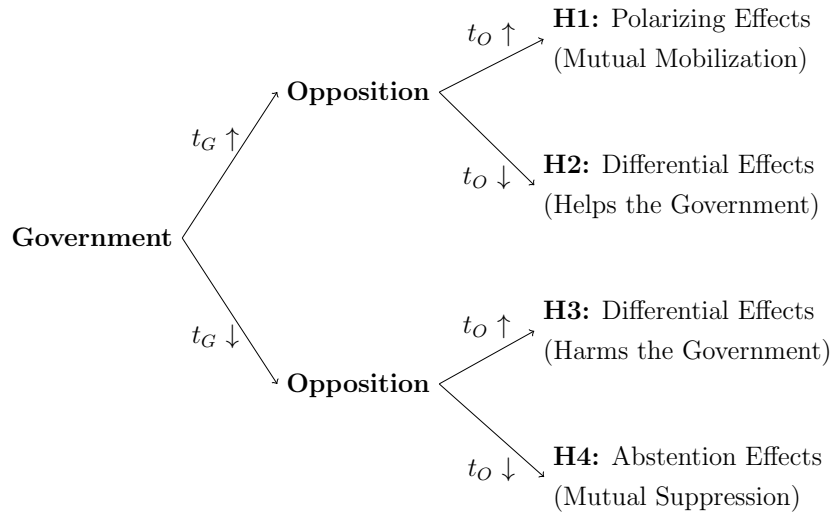 t_O ↑
H1: Polarizing Effects
(Mutual Mobilization)
Opposition
t_G ↑
t_O ↓
H2: Differential Effects
(Helps the Government)
Government
t_G ↓
t_O ↑
H3: Differential Effects
(Harms the Government)
Opposition
t_O ↓
H4: Abstention Effects
(Mutual Suppression)